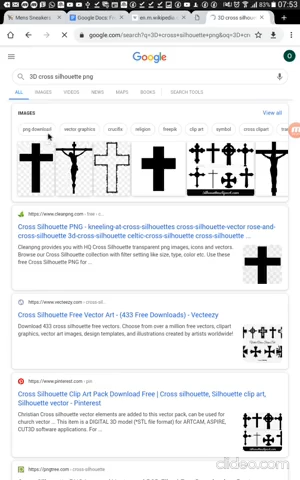 07:53
Menu Sneaker
Google Docs: F
en.m.wikipedia
3D cross silhouet
google.com/search?q=3D+cross+silhouette+png&oq=3D+cr
Google
O
3D cross silhouette png
ALL IMAGES VIDEOS NEWS MAPS BOOKS SEARCH TOOLS
IMAGES View all
png download vector graphics crucifix religion freepik clip art symbol cross clipart
https://www.cleanpng.com › free › c...
Cross Silhouette PNG - kneeling-at-cross-silhouettes cross-silhouette-vector rose-and-
cross-silhouette 3d-cross-silhouette celtic-cross-silhouette cross-silhouette ...
Cleanpng provides you with HQ Cross Silhouette transparent png images, icons and vectors.
Browse our Cross Silhouette collection with filter setting like size, type, color etc. Use these
free Cross Silhouette PNG for ...
https://www.vecteezy.com › cross-sil...
Cross Silhouette Free Vector Art - (433 Free Downloads) - Vecteezy
Download 433 cross silhouette free vectors. Choose from over a million free vectors, clipart
graphics, vector art images, design templates, and illustrations created by artists worldwide!
https://www.pinterest.com › pin
Cross Silhouette Clip Art Pack Download Free | Cross silhouette, Silhouette clip art,
Silhouette vector - Pinterest
Christian Cross silhouette vector elements are added to this vector pack, can be used for
church vector ... This item is a DIGITAL 3D model (*STL file format) for ARTCAM, ASPIRE,
CUT3D software applications. For ...
https://pngtree.com › cross-silhouette
clideo.com